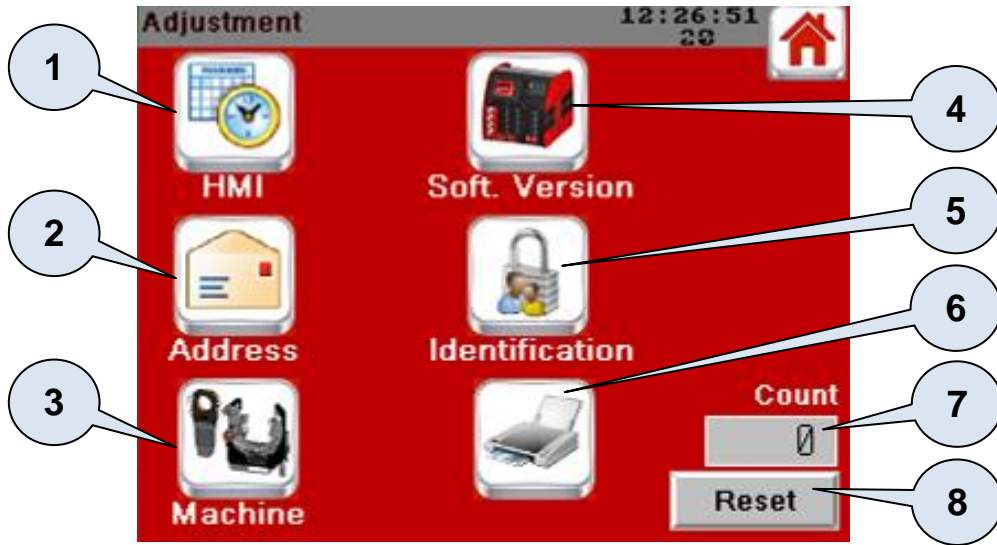 Adjustment
12:26:51
20
1
HMI
2
Address
3
Machine
Soft. Version
4
Identification
5
6
Count
0
7
Reset
8